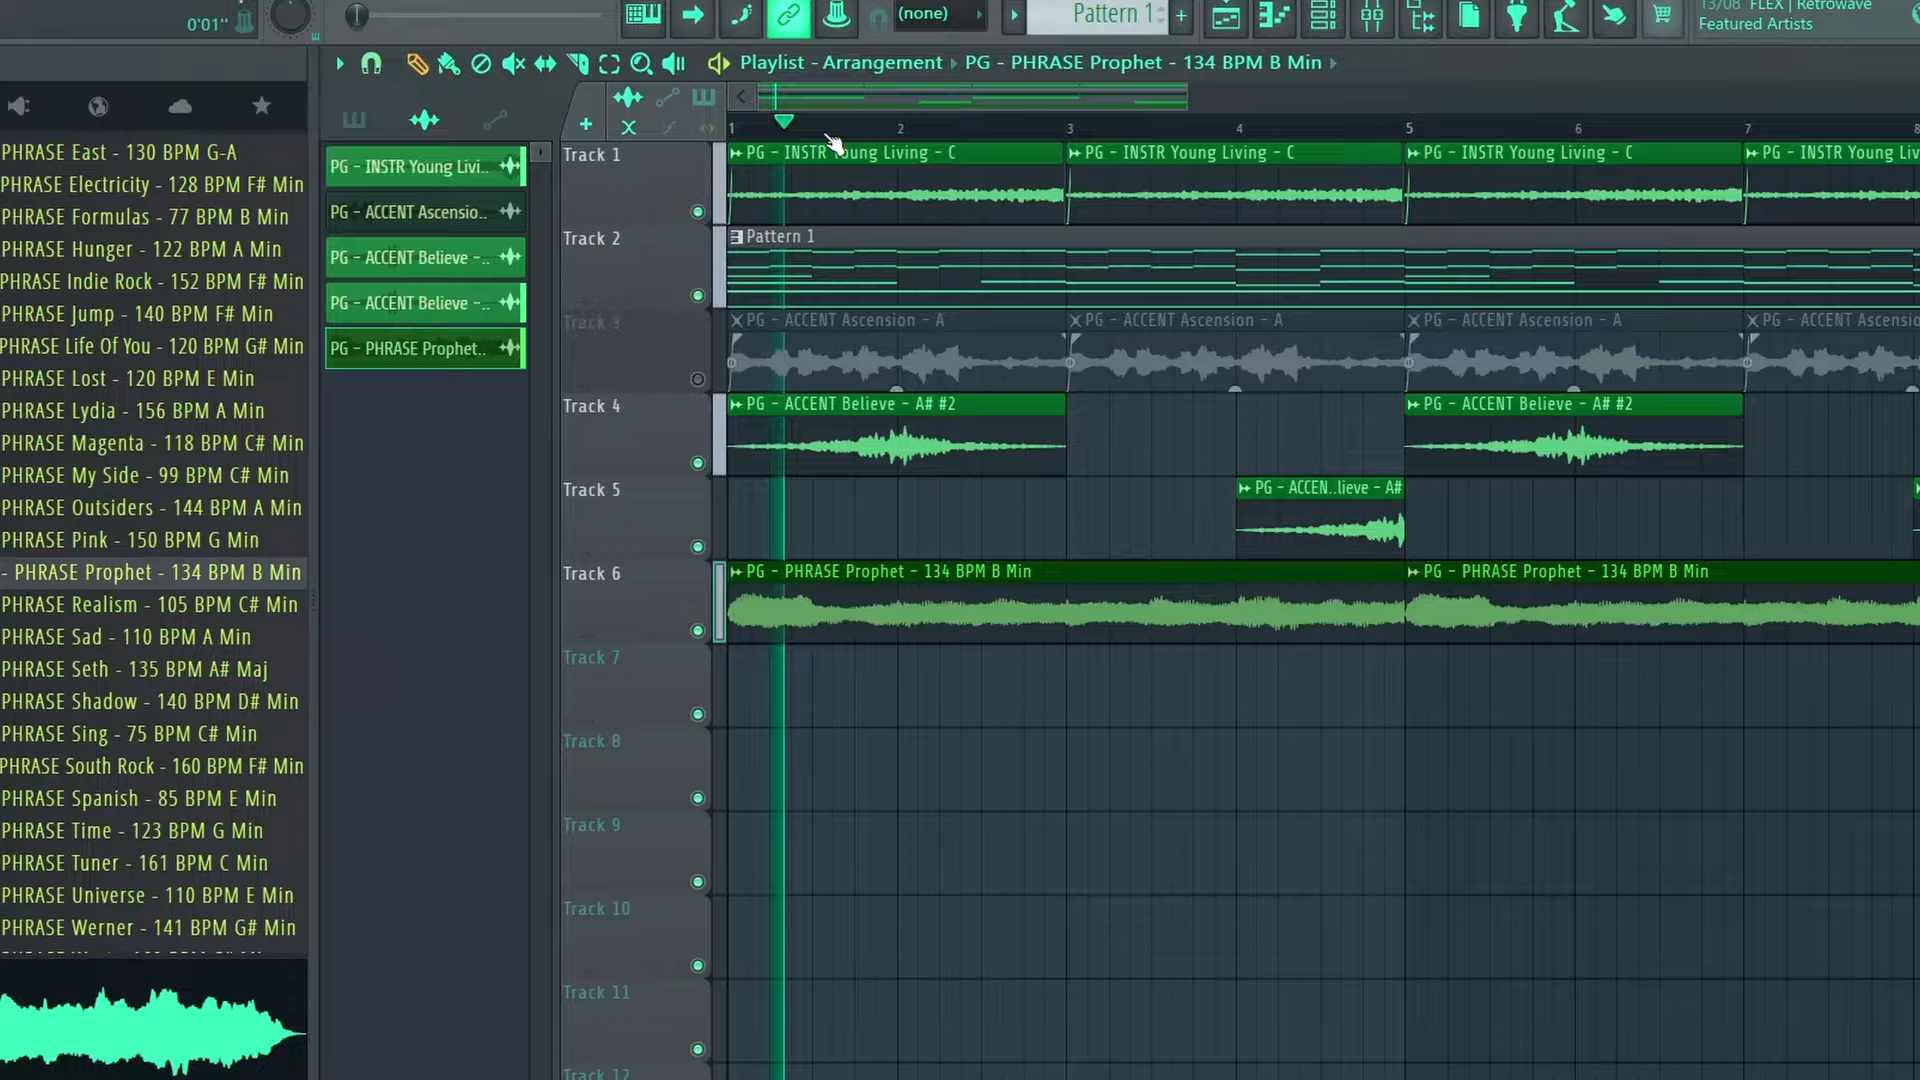 13/08 FLEX | Retrowave
0'01"
(none)
Pattern 1
Featured Artists
Playlist - Arrangement
PG - PHRASE Prophet - 134 BPM B Min
1 2 3 4 5 6 7 8
PHRASE East - 130 BPM G-A
PHRASE Electricity - 128 BPM F# Min
PHRASE Formulas - 77 BPM B Min
PHRASE Hunger - 122 BPM A Min
PHRASE Indie Rock - 152 BPM F# Min
PHRASE Jump - 140 BPM F# Min
PHRASE Life Of You - 120 BPM G# Min
PHRASE Lost - 120 BPM E Min
PHRASE Lydia - 156 BPM A Min
PHRASE Magenta - 118 BPM C# Min
PHRASE My Side - 99 BPM C# Min
PHRASE Outsiders - 144 BPM A Min
PHRASE Pink - 150 BPM G Min
- PHRASE Prophet - 134 BPM B Min
PHRASE Realism - 105 BPM C# Min
PHRASE Sad - 110 BPM A Min
PHRASE Seth - 135 BPM A# Maj
PHRASE Shadow - 140 BPM D# Min
PHRASE Sing - 75 BPM C# Min
PHRASE South Rock - 160 BPM F# Min
PHRASE Spanish - 85 BPM E Min
PHRASE Time - 123 BPM G Min
PHRASE Tuner - 161 BPM C Min
PHRASE Universe - 110 BPM E Min
PHRASE Werner - 141 BPM G# Min
PG - INSTR Young Livi..
PG - ACCENT Ascensio..
PG - ACCENT Believe -..
PG - ACCENT Believe -..
PG - PHRASE Prophet..
Track 1
PG - INSTR Young Living - C
PG - INSTR Young Living - C
PG - INSTR Young Living - C
PG - INSTR Young Liv
Track 2
Pattern 1
Track 3
PG - ACCENT Ascension - A
PG - ACCENT Ascension - A
PG - ACCENT Ascension - A
PG - ACCENT Ascensio
Track 4
PG - ACCENT Believe - A# #2
PG - ACCENT Believe - A# #2
Track 5
PG - ACCEN..lieve - A#
Track 6
PG - PHRASE Prophet - 134 BPM B Min
PG - PHRASE Prophet - 134 BPM B Min
Track 7
Track 8
Track 9
Track 10
Track 11
Track 12